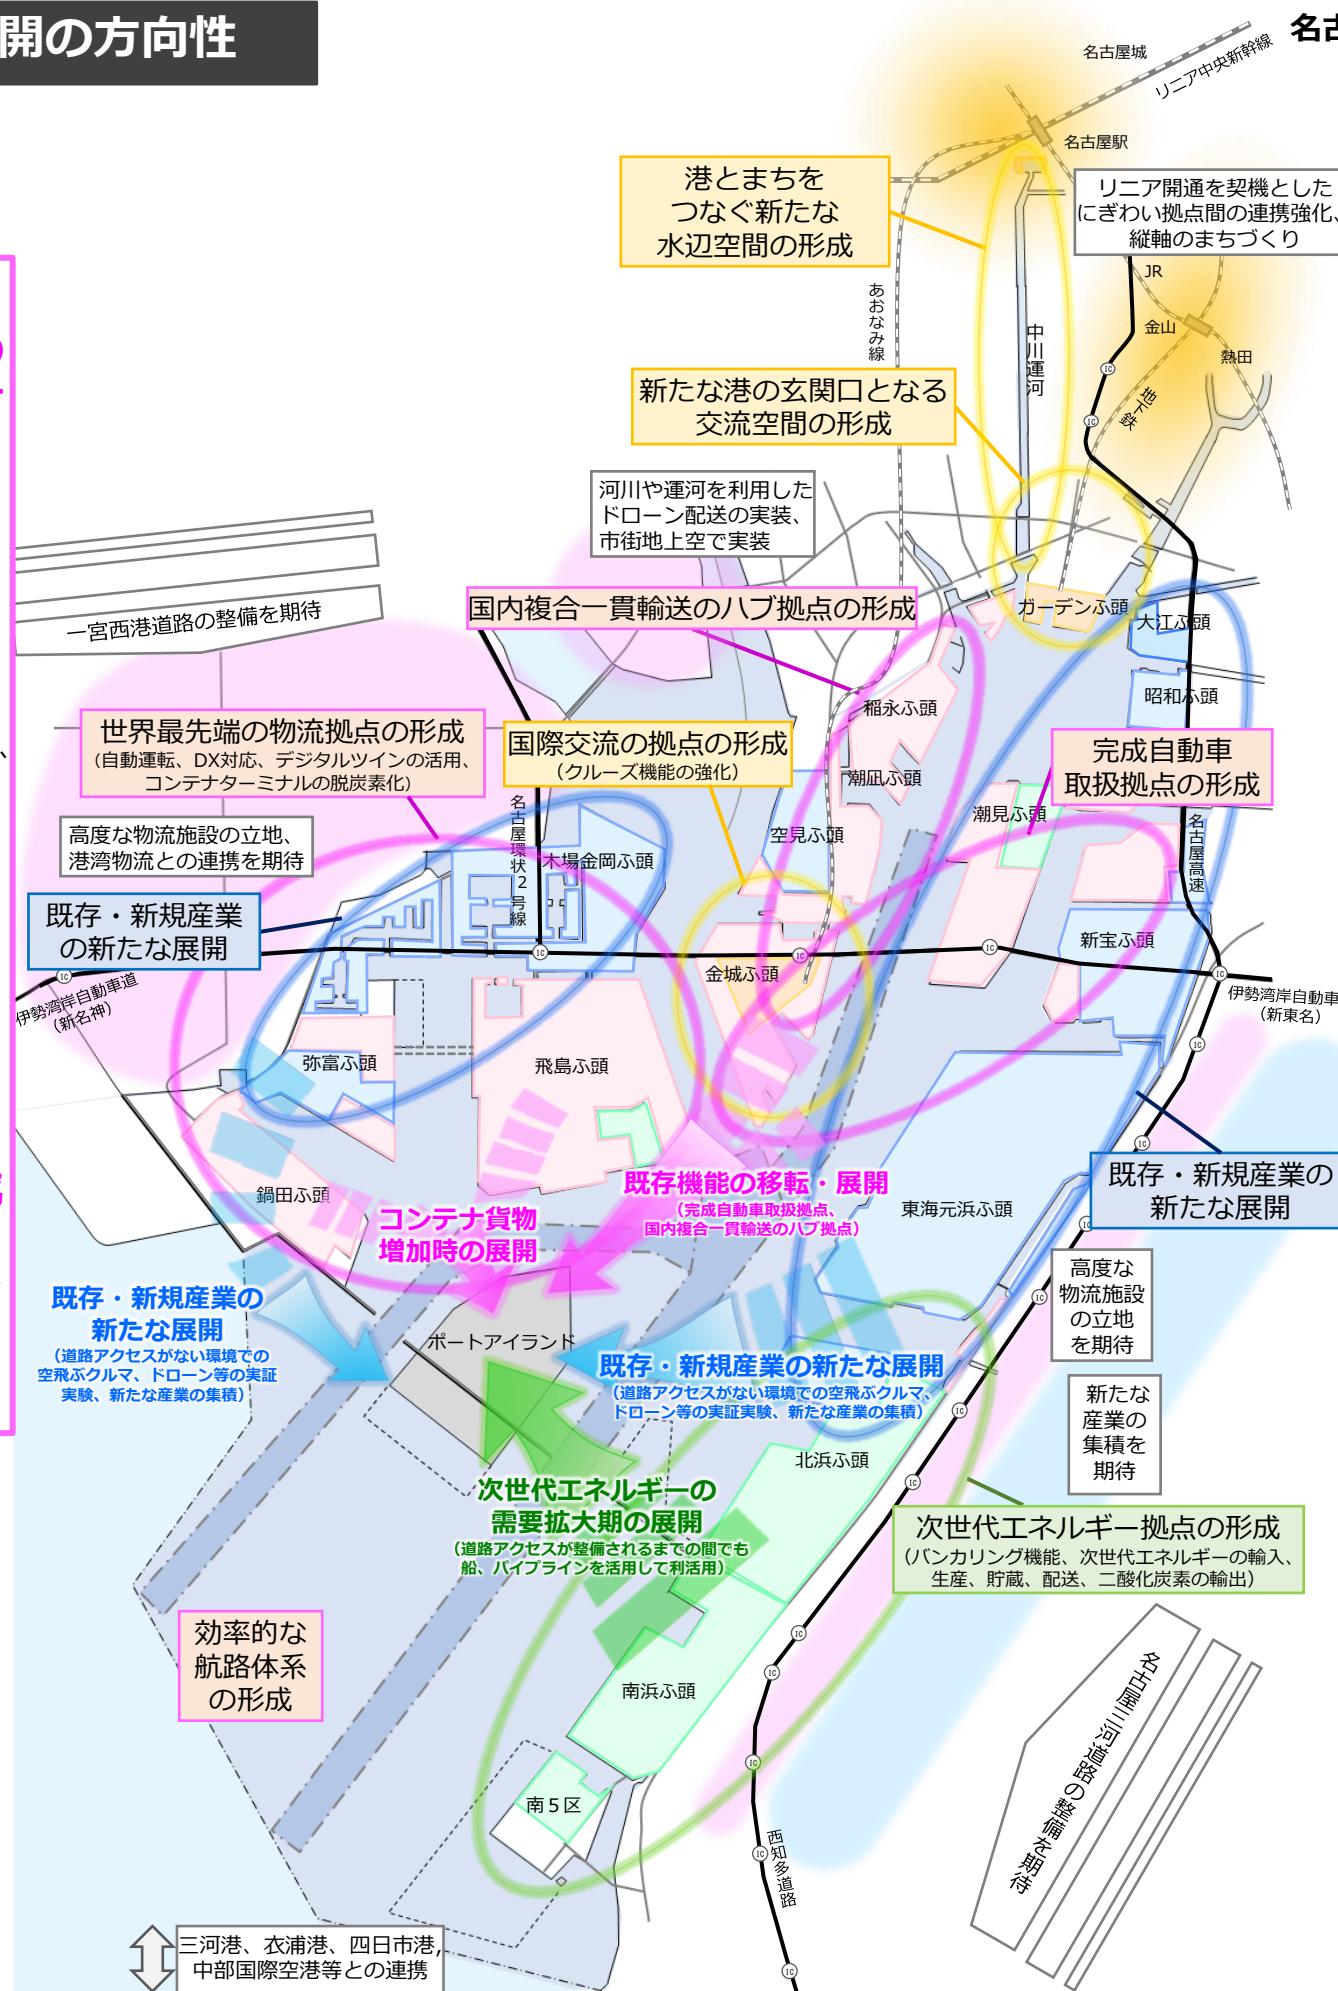 開の方向性
名古
名古屋城
リニア中央新幹線
名古屋駅
港とまちを
つなぐ新たな
水辺空間の形成
リニア開通を契機とした
にぎわい拠点間の連携強化、
縦軸のまちづくり
あおなみ線
JR
金山
熱田
中川運河
地下鉄
新たな港の玄関口となる
交流空間の形成
河川や運河を利用した
ドローン配送の実装、
市街地上空で実装
一宮西港道路の整備を期待
国内複合一貫輸送のハブ拠点の形成
ガーデンふ頭
大江ふ頭
昭和ふ頭
稲永ふ頭
世界最先端の物流拠点の形成
(自動運転、DX対応、デジタルツインの活用、
コンテナターミナルの脱炭素化)
国際交流の拠点の形成
(クルーズ機能の強化)
完成自動車
取扱拠点の形成
潮凪ふ頭
潮見ふ頭
空見ふ頭
名古屋環状2号線
名古屋高速
高度な物流施設の立地、
港湾物流との連携を期待
木場金岡ふ頭
既存・新規産業
の新たな展開
新宝ふ頭
金城ふ頭
伊勢湾岸自動車道
(新名神)
伊勢湾岸自動車
(新東名)
弥富ふ頭
飛島ふ頭
既存・新規産業の
新たな展開
鍋田ふ頭
既存機能の移転・展開
(完成自動車取扱拠点、
国内複合一貫輸送のハブ拠点)
東海元浜ふ頭
コンテナ貨物
増加時の展開
高度な
物流施設
の立地
を期待
既存・新規産業の
新たな展開
(道路アクセスがない環境での
空飛ぶクルマ、ドローン等の実証
実験、新たな産業の集積)
ポートアイランド
既存・新規産業の新たな展開
(道路アクセスがない環境での空飛ぶクルマ、
ドローン等の実証実験、新たな産業の集積)
新たな
産業の
集積を
期待
北浜ふ頭
次世代エネルギーの
需要拡大期の展開
(道路アクセスが整備されるまでの間でも
船、パイプラインを活用して利活用)
次世代エネルギー拠点の形成
(バンカリング機能、次世代エネルギーの輸入、
生産、貯蔵、配送、二酸化炭素の輸出)
効率的な
航路体系
の形成
南浜ふ頭
名古屋三河道路の整備を期待
南5区
西知多道路
三河港、衣浦港、四日市港,
中部国際空港等との連携